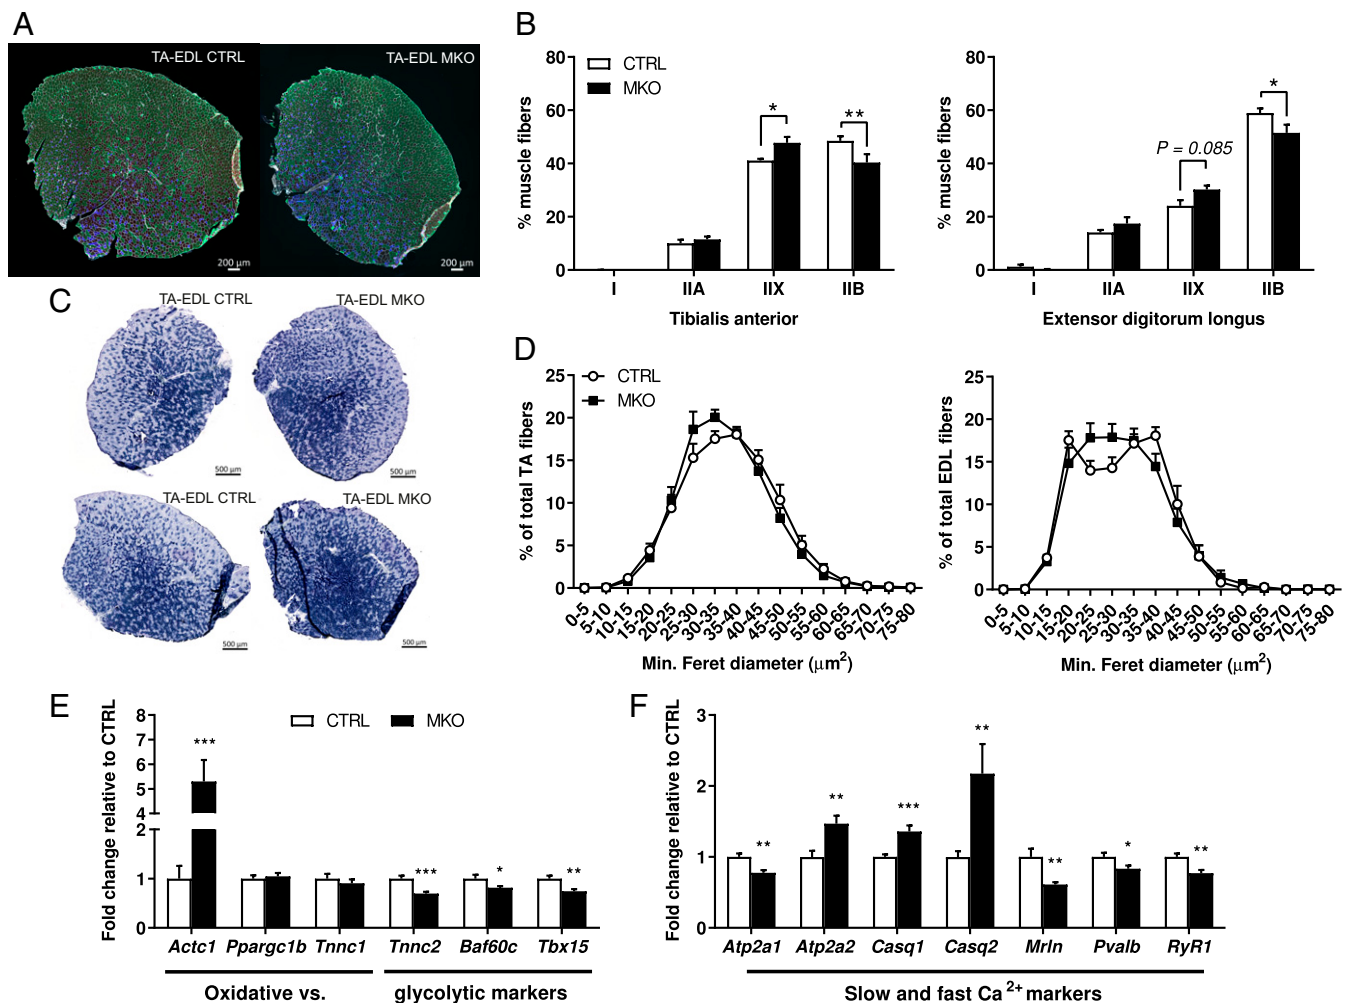 A
TA-EDL CTRL
TA-EDL MKO
200 µm
200 µm
B
CTRL
MKO
% muscle fibers
80
60
40
20
0
*
**
I
IIA
IIX
IIB
Tibialis anterior
% muscle fibers
80
60
40
20
0
P = 0.085
*
I
IIA
IIX
IIB
Extensor digitorum longus
C
TA-EDL CTRL
TA-EDL MKO
500 µm
500 µm
TA-EDL CTRL
TA-EDL MKO
500 µm
500 µm
D
CTRL
MKO
% of total TA fibers
25
20
15
10
5
0
0-5
5-10
10-15
15-20
20-25
25-30
30-35
35-40
40-45
45-50
50-55
55-60
60-65
65-70
70-75
75-80
Min. Feret diameter (µm²)
% of total EDL fibers
25
20
15
10
5
0
0-5
5-10
10-15
15-20
20-25
25-30
30-35
35-40
40-45
45-50
50-55
55-60
60-65
65-70
70-75
75-80
Min. Feret diameter (µm²)
E
CTRL
MKO
Fold change relative to CTRL
8
7
6
5
4
2
1
0
***
***
*
**
Actc1
Ppargc1b
Tnnc1
Tnnc2
Baf60c
Tbx15
Oxidative vs.
glycolytic markers
F
Fold change relative to CTRL
3
2
1
0
**
**
***
**
**
*
**
Atp2a1
Atp2a2
Casq1
Casq2
Mrln
Pvalb
RyR1
Slow and fast Ca²⁺ markers